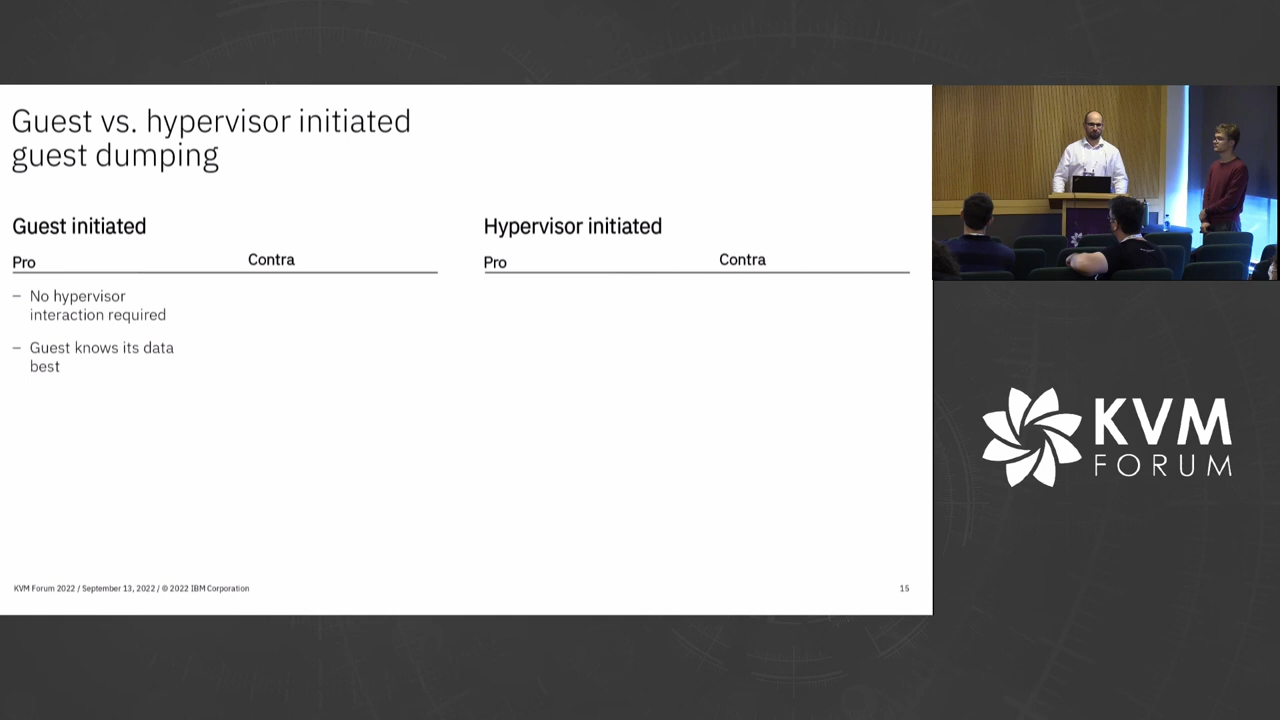 Guest vs. hypervisor initiated
guest dumping
Guest initiated
Pro
Contra
– No hypervisor
interaction required
– Guest knows its data
best
Hypervisor initiated
Pro
Contra
KVM Forum 2022 / September 13, 2022 / © 2022 IBM Corporation
15
KVM
FORUM